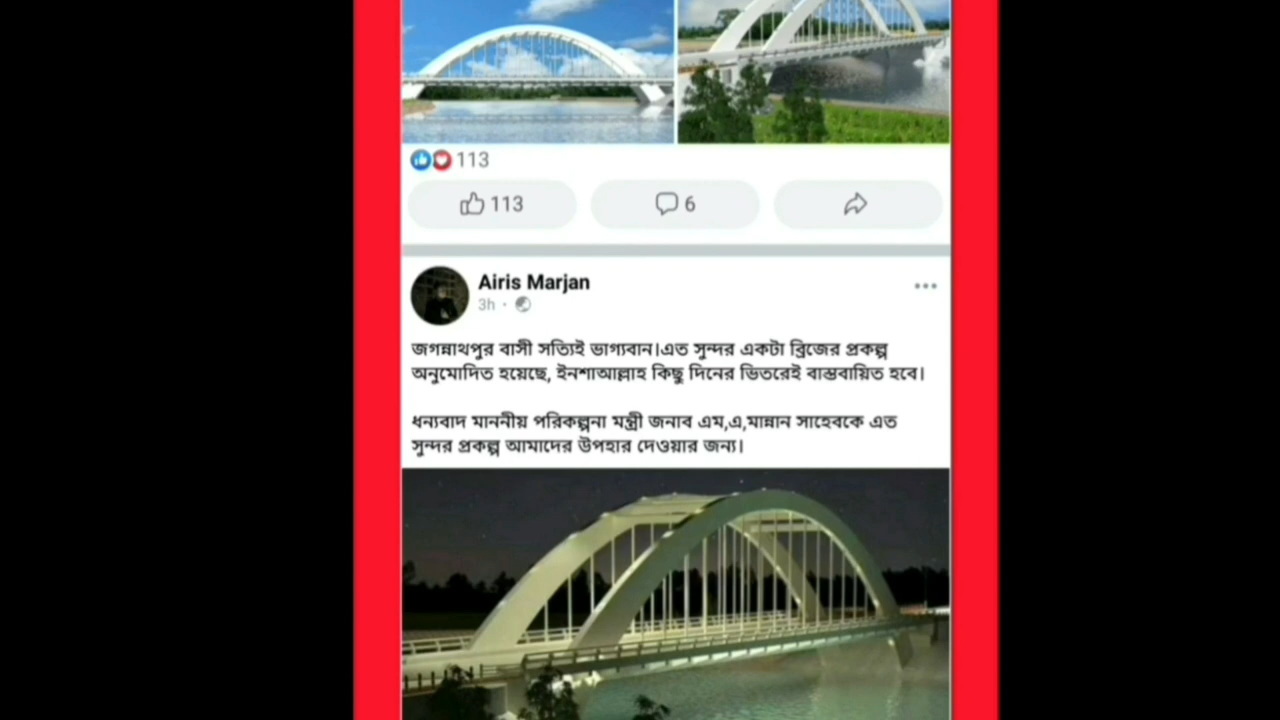 113
113
6
Airis Marjan
3h ·
জগন্নাথপুর বাসী সত্যিই ভাগ্যবান।এত সুন্দর একটা ব্রিজের প্রকল্প
অনুমোদিত হয়েছে, ইনশাআল্লাহ কিছু দিনের ভিতরেই বাস্তবায়িত হবে।
ধন্যবাদ মাননীয় পরিকল্পনা মন্ত্রী জনাব এম,এ,মান্নান সাহেবকে এত
সুন্দর প্রকল্প আমাদের উপহার দেওয়ার জন্য।